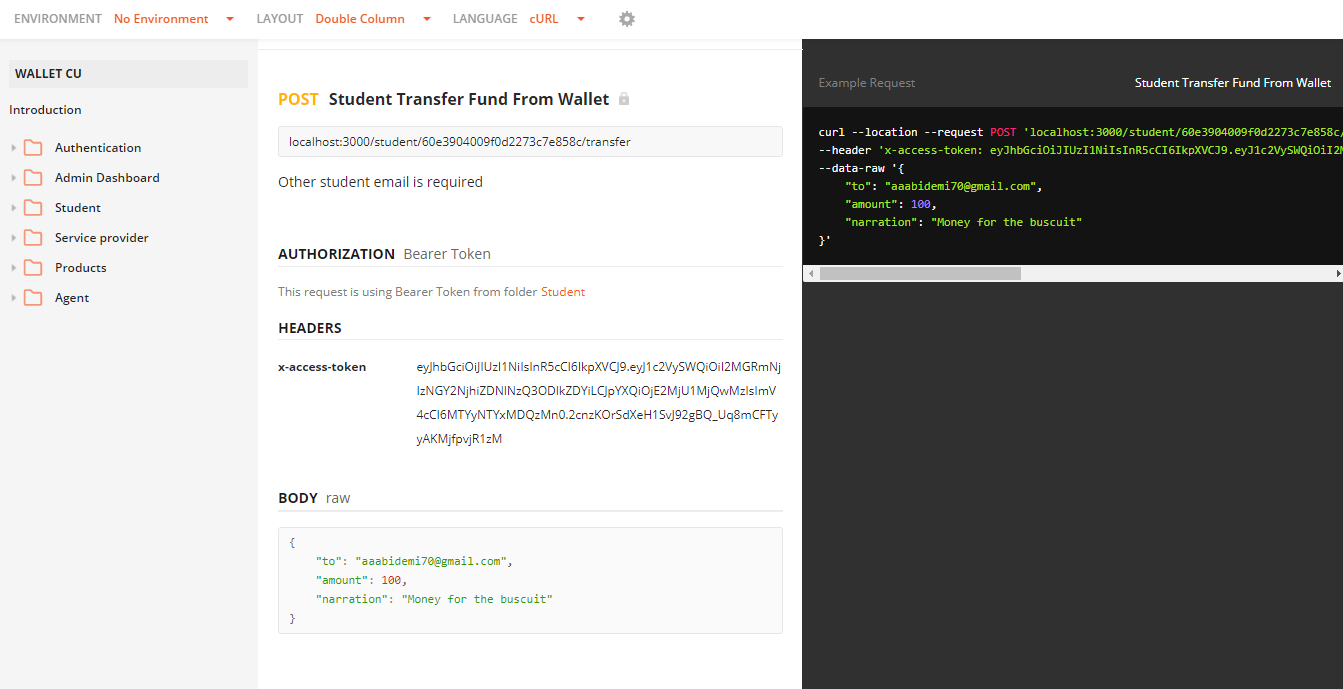 ENVIRONMENT No Environment LAYOUT Double Column LANGUAGE cURL
WALLET CU
Introduction
Authentication
Admin Dashboard
Student
Service provider
Products
Agent
POST Student Transfer Fund From Wallet
localhost:3000/student/60e3904009f0d2273c7e858c/transfer
Other student email is required
AUTHORIZATION Bearer Token
This request is using Bearer Token from folder Student
HEADERS
x-access-token
eyJhbGciOiJIUzI1NiIsInR5cCI6IkpXVCJ9.eyJ1c2VySWQiOiI2MGRmNj
IzNGY2NjhiZDNlNzQ3ODlkZDYiLCJpYXQiOjE2MjU1MjQwMzIsImV
4cCI6MTYyNTYxMDQzMn0.2cnzKOrSdXeH1SvJ92gBQ_Uq8mCFTy
yAKMjfpvjR1zM
BODY raw
{
"to": "aaabidemi70@gmail.com",
"amount": 100,
"narration": "Money for the buscuit"
}
Example Request
Student Transfer Fund From Wallet
curl --location --request POST 'localhost:3000/student/60e3904009f0d2273c7e858c/
--header 'x-access-token: eyJhbGciOiJIUzI1NiIsInR5cCI6IkpXVCJ9.eyJ1c2VySWQiOiI2M
--data-raw '{
"to": "aaabidemi70@gmail.com",
"amount": 100,
"narration": "Money for the buscuit"
}'